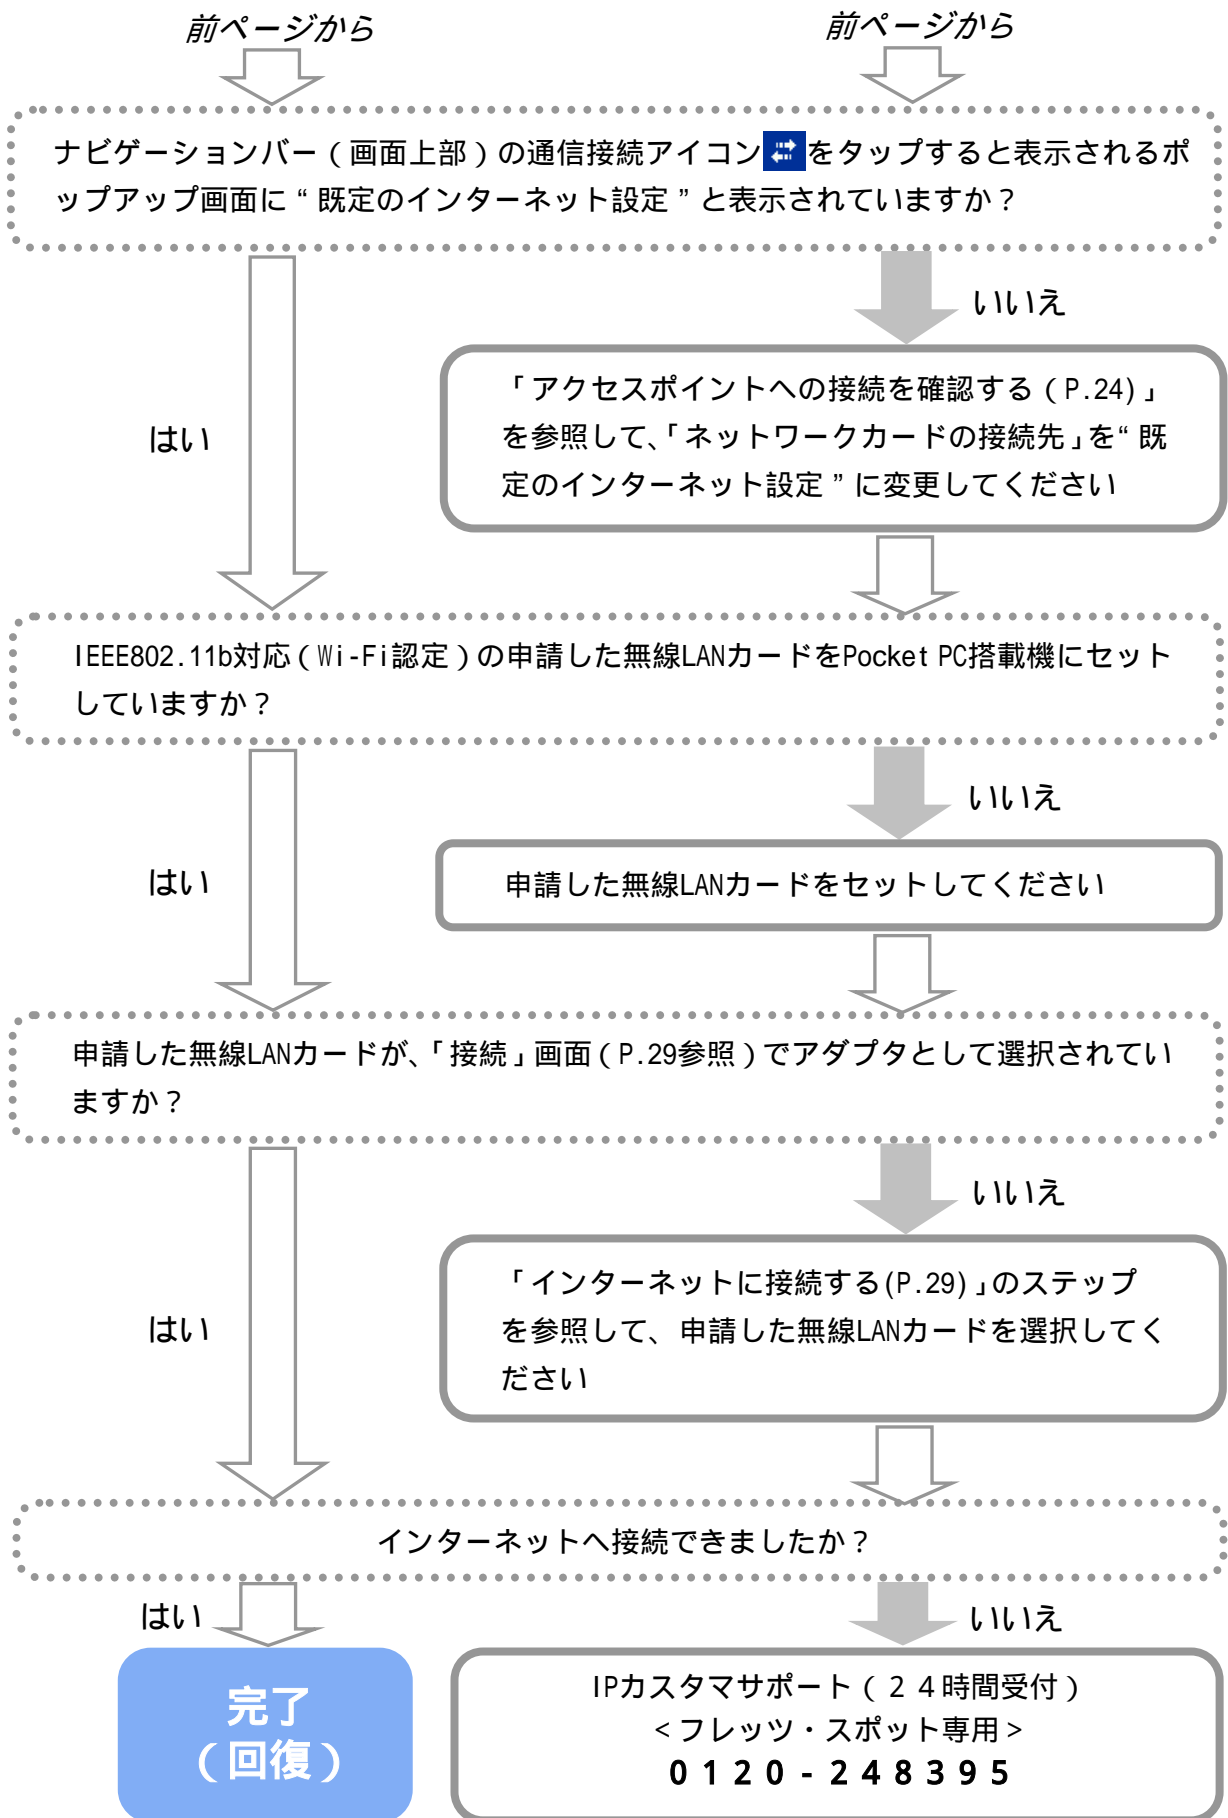 前ページから
前ページから
ナビゲーションバー（画面上部）の通信接続アイコン をタップすると表示されるポ
ップアップ画面に“既定のインターネット設定”と表示されていますか？
いいえ
はい
「アクセスポイントへの接続を確認する（P.24）」
を参照して、「ネットワークカードの接続先」を“既
定のインターネット設定”に変更してください
IEEE802.11b対応（Wi-Fi認定）の申請した無線LANカードをPocket PC搭載機にセット
していますか？
いいえ
はい
申請した無線LANカードをセットしてください
申請した無線LANカードが、「接続」画面（P.29参照）でアダプタとして選択されてい
ますか？
いいえ
はい
「インターネットに接続する(P.29)」のステップ
を参照して、申請した無線LANカードを選択してく
ださい
インターネットへ接続できましたか？
はい
いいえ
完了
（回復）
IPカスタマサポート（２４時間受付）
<フレッツ・スポット専用>
０１２０-２４８３９５